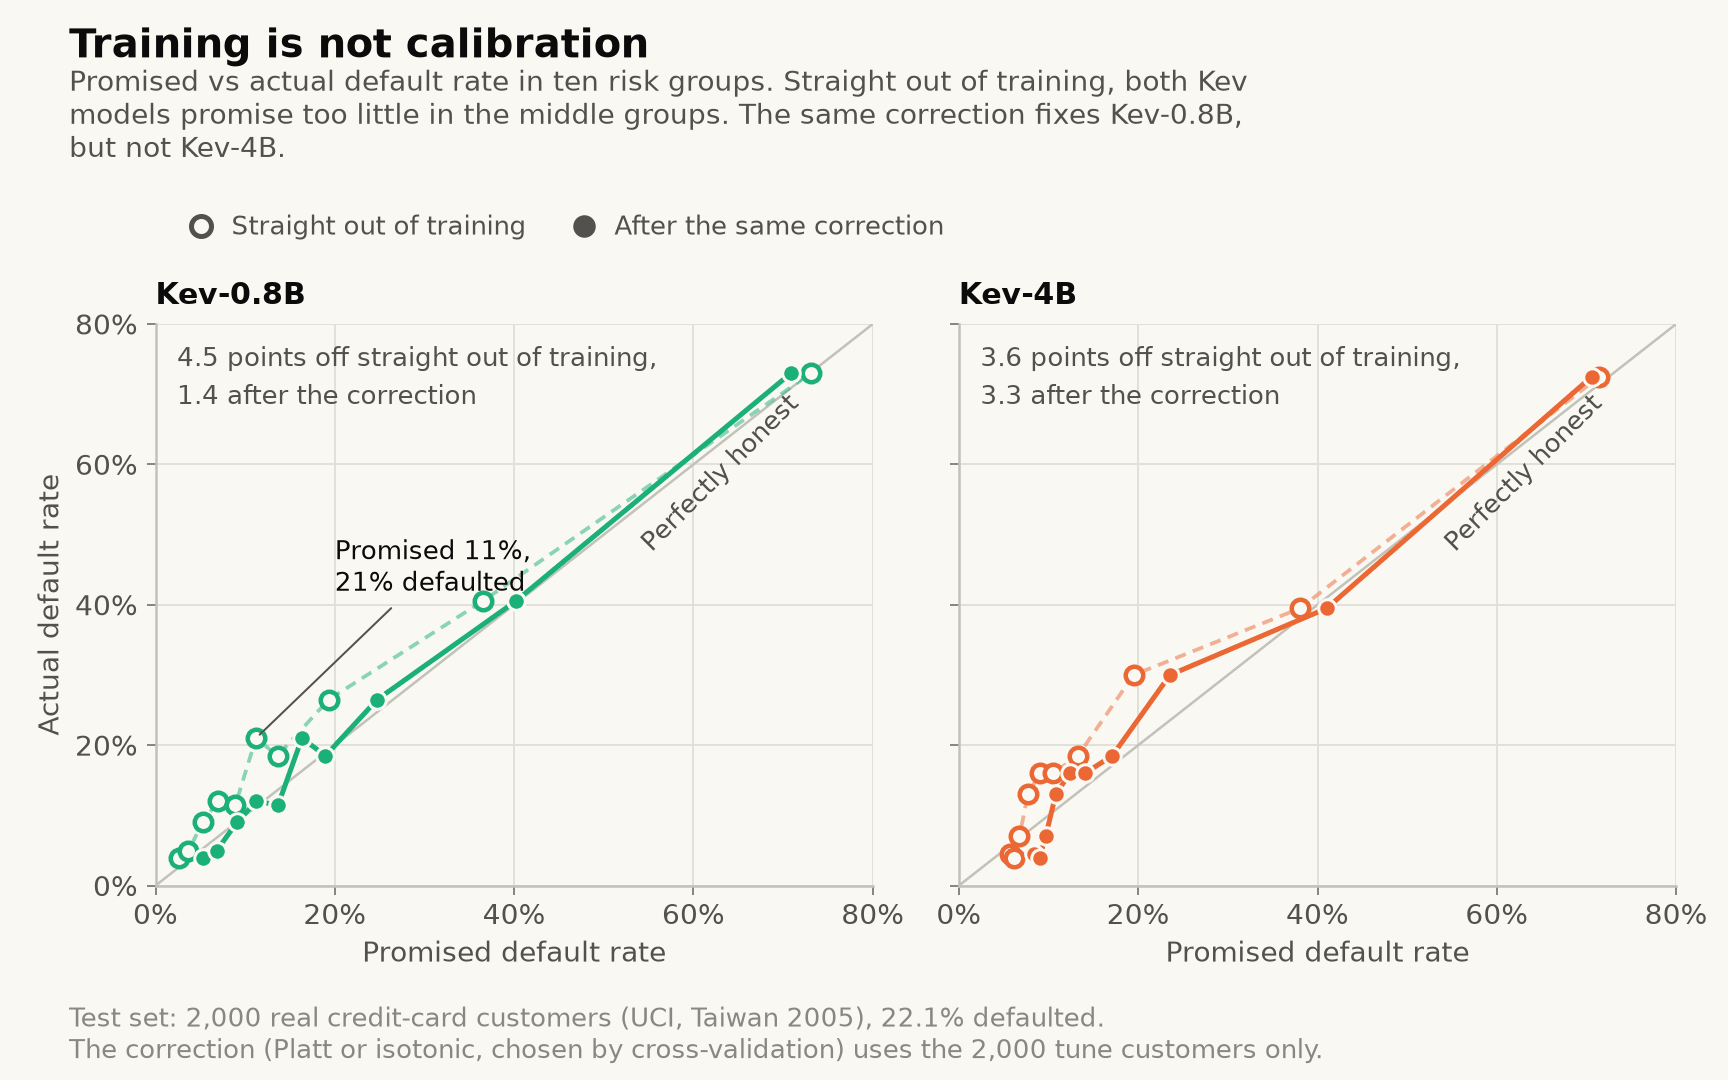 Training is not calibration
Promised vs actual default rate in ten risk groups. Straight out of training, both Kev
models promise too little in the middle groups. The same correction fixes Kev-0.8B,
but not Kev-4B.
Straight out of training
After the same correction
Kev-0.8B
4.5 points off straight out of training,
1.4 after the correction
Perfectly honest
Promised 11%,
21% defaulted
Actual default rate
80%
60%
40%
20%
0%
0% 20% 40% 60% 80%
Promised default rate
Kev-4B
3.6 points off straight out of training,
3.3 after the correction
Perfectly honest
0% 20% 40% 60% 80%
Promised default rate
Test set: 2,000 real credit-card customers (UCI, Taiwan 2005), 22.1% defaulted.
The correction (Platt or isotonic, chosen by cross-validation) uses the 2,000 tune customers only.